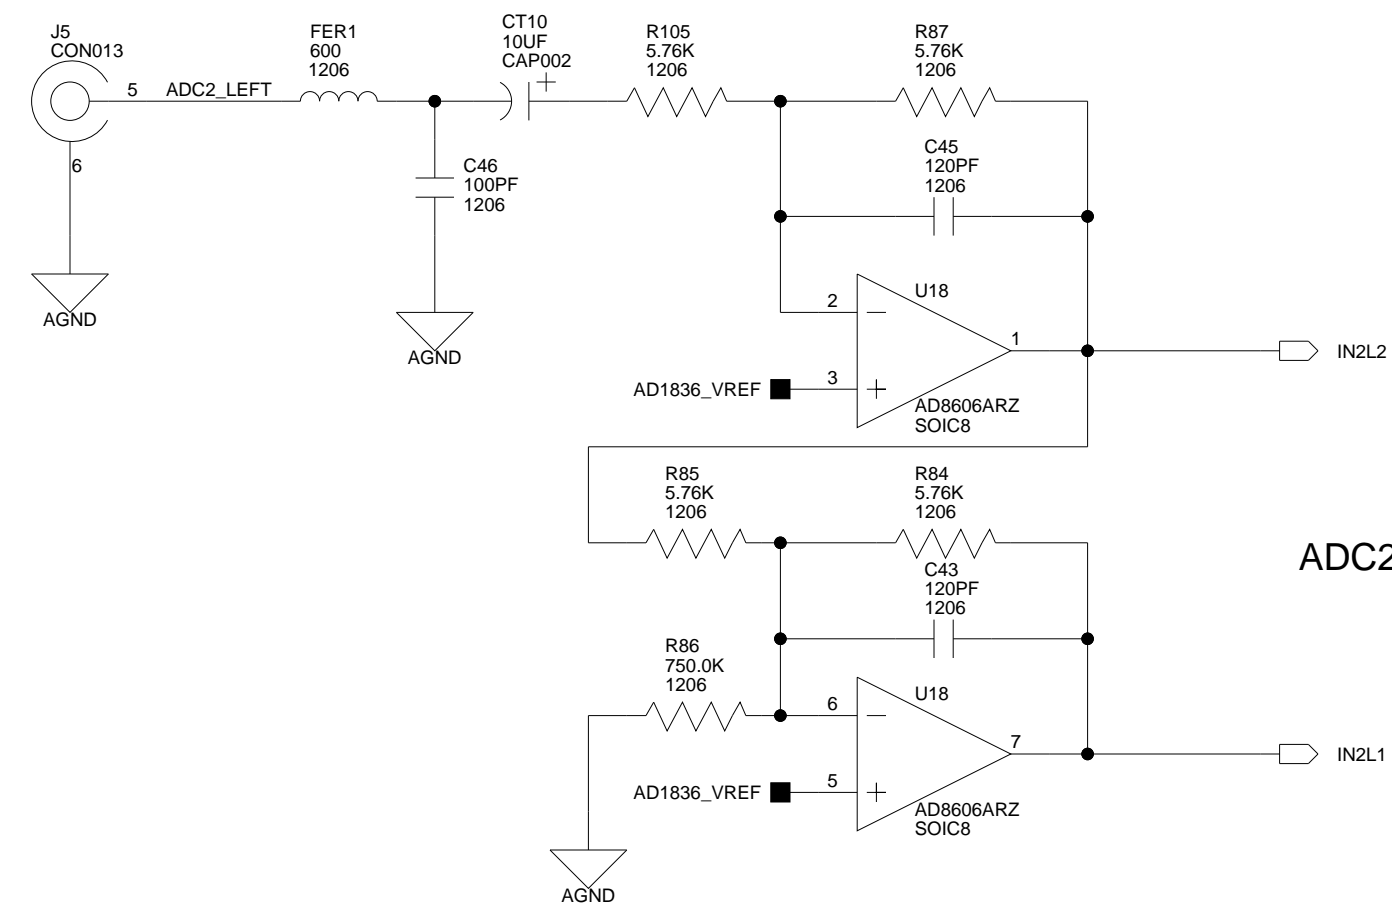 J5
CON013
5
ADC2_LEFT
6
AGND
FER1
600
1206
CT10
10UF
CAP002
C46
100PF
1206
AGND
R105
5.76K
1206
R87
5.76K
1206
C45
120PF
1206
U18
2
1
3
AD1836_VREF
AD8606ARZ
SOIC8
IN2L2
R85
5.76K
1206
R84
5.76K
1206
C43
120PF
1206
ADC2
R86
750.0K
1206
U18
6
7
5
AD1836_VREF
AD8606ARZ
SOIC8
IN2L1
AGND